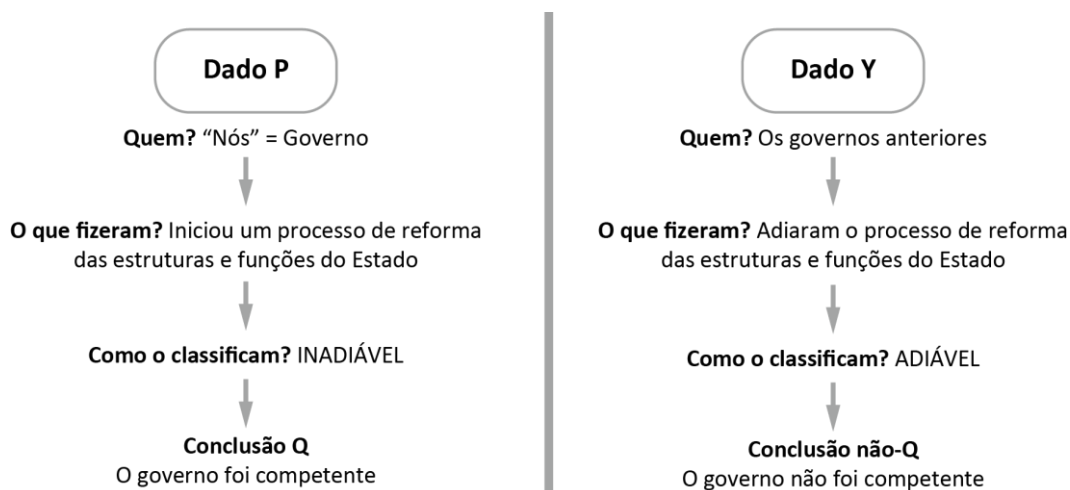 Dado P
Quem? “Nós” = Governo
O que fizeram? Iniciou um processo de reforma
das estruturas e funções do Estado
Como o classificam? INADIÁVEL
Conclusão Q
O governo foi competente
Dado Y
Quem? Os governos anteriores
O que fizeram? Adiaram o processo de reforma
das estruturas e funções do Estado
Como o classificam? ADIÁVEL
Conclusão não-Q
O governo não foi competente